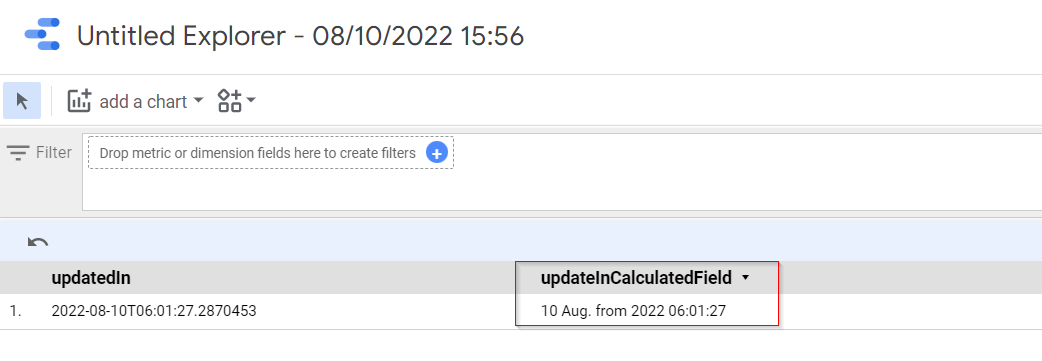 Untitled Explorer - 08/10/2022 15:56
add a chart
Filter
Drop metric or dimension fields here to create filters
updatedIn updateInCalculatedField
1. 2022-08-10T06:01:27.2870453 10 Aug. from 2022 06:01:27